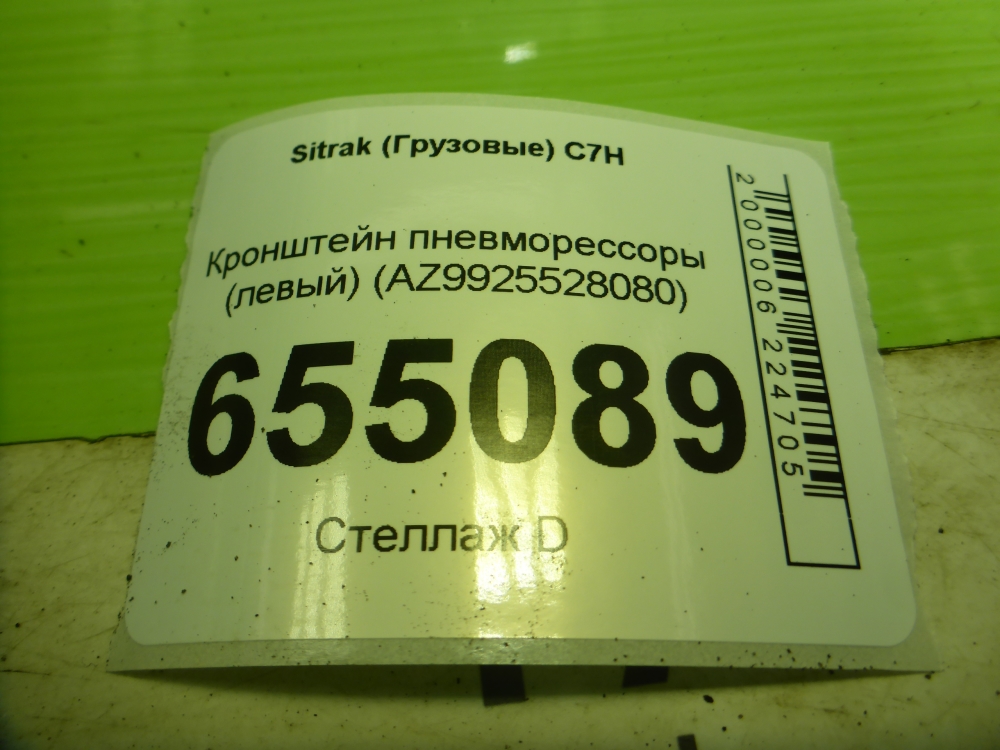 Sitrak (Грузовые) C7H
Кронштейн пневморессоры
(левый) (AZ9925528080)
655089
Стеллаж D
2000006224705